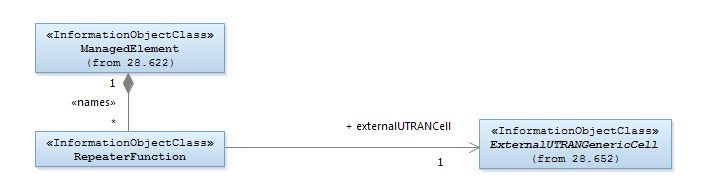 «InformationObjectClass»
ManagedElement
(from 28.622)
1
«names»
*
«InformationObjectClass»
RepeaterFunction
+ externalUTRANCell
1
«InformationObjectClass»
ExternalUTRANGenericCell
(from 28.652)